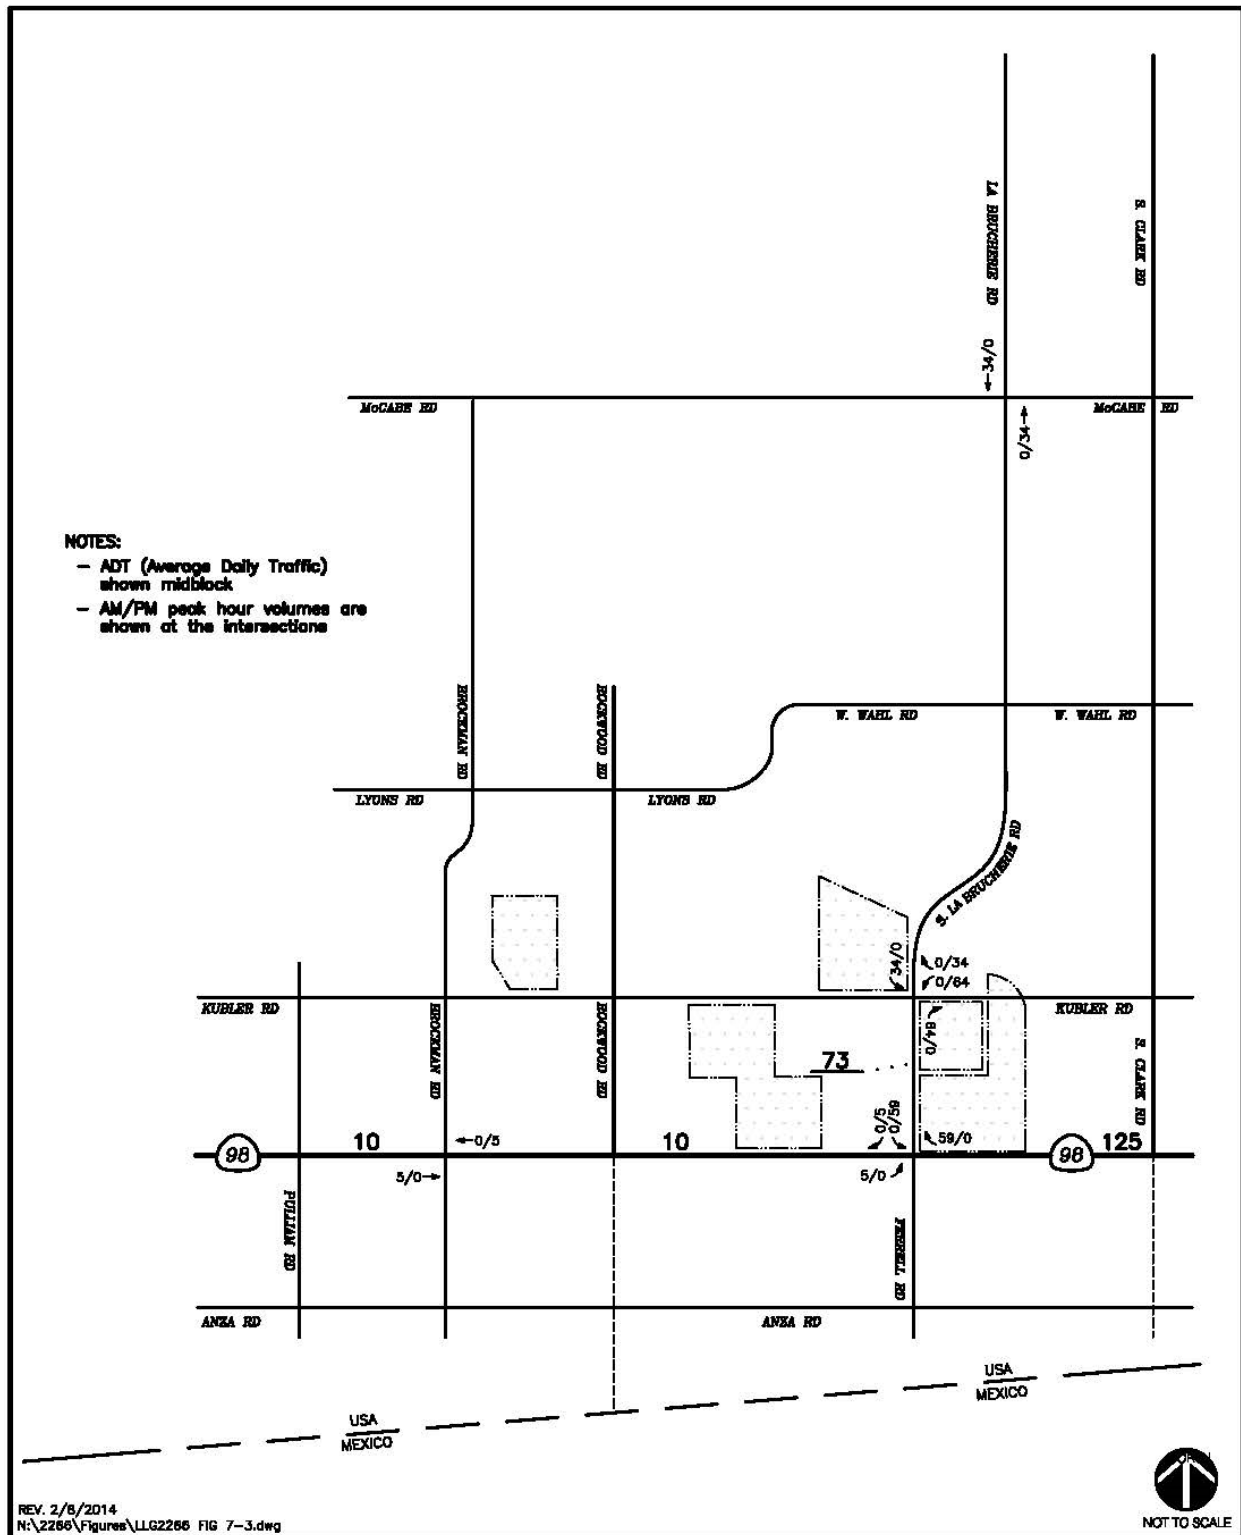 LA BRUCHERIE RD
S. CLARK RD
34/0
McCABE RD
McCABE RD
0/34
NOTES:
– ADT (Average Daily Traffic)
shown midblock
– AM/PM peak hour volumes are
shown at the intersections
BROCKMAN RD
ROCKWOOD RD
W. WAHL RD
W. WAHL RD
LYONS RD
LYONS RD
S. LA BRUCHERIE RD
34/0
0/34
0/64
KUBLER RD
BROCKMAN RD
ROCKWOOD RD
KUBLER RD
64/0
73
S. CLARK RD
0/5
0/59
98
10
0/5
10
59/0
98
125
5/0
5/0
PULLIAM RD
FERRELL RD
ANZA RD
ANZA RD
USA
MEXICO
USA
MEXICO
REV. 2/6/2014
N:\2266\Figures\LLG2266 FIG 7-3.dwg
NOT TO SCALE